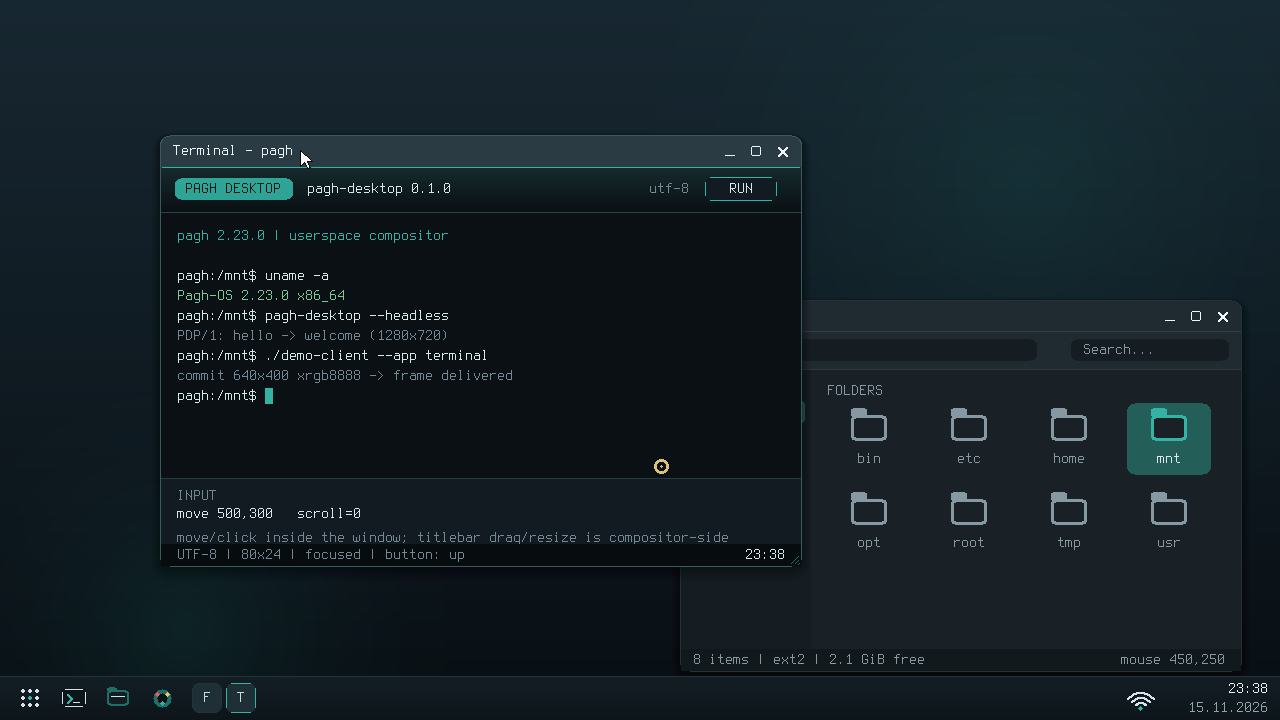 Terminal - pagh
PAGH DESKTOP pagh-desktop 0.1.0 utf-8 RUN
pagh 2.23.0 | userspace compositor
pagh:/mnt$ uname -a
Pagh-OS 2.23.0 x86_64
pagh:/mnt$ pagh-desktop --headless
PDP/1: hello -> welcome (1280x720)
pagh:/mnt$ ./demo-client --app terminal
commit 640x400 xrgb8888 -> frame delivered
pagh:/mnt$
INPUT
move 500,300 scroll=0
move/click inside the window; titlebar drag/resize is compositor-side
UTF-8 | 80x24 | focused | button: up 23:38
Search...
FOLDERS
bin etc home mnt
opt root tmp usr
8 items | ext2 | 2.1 GiB free mouse 450,250
F T
23:38
15.11.2026